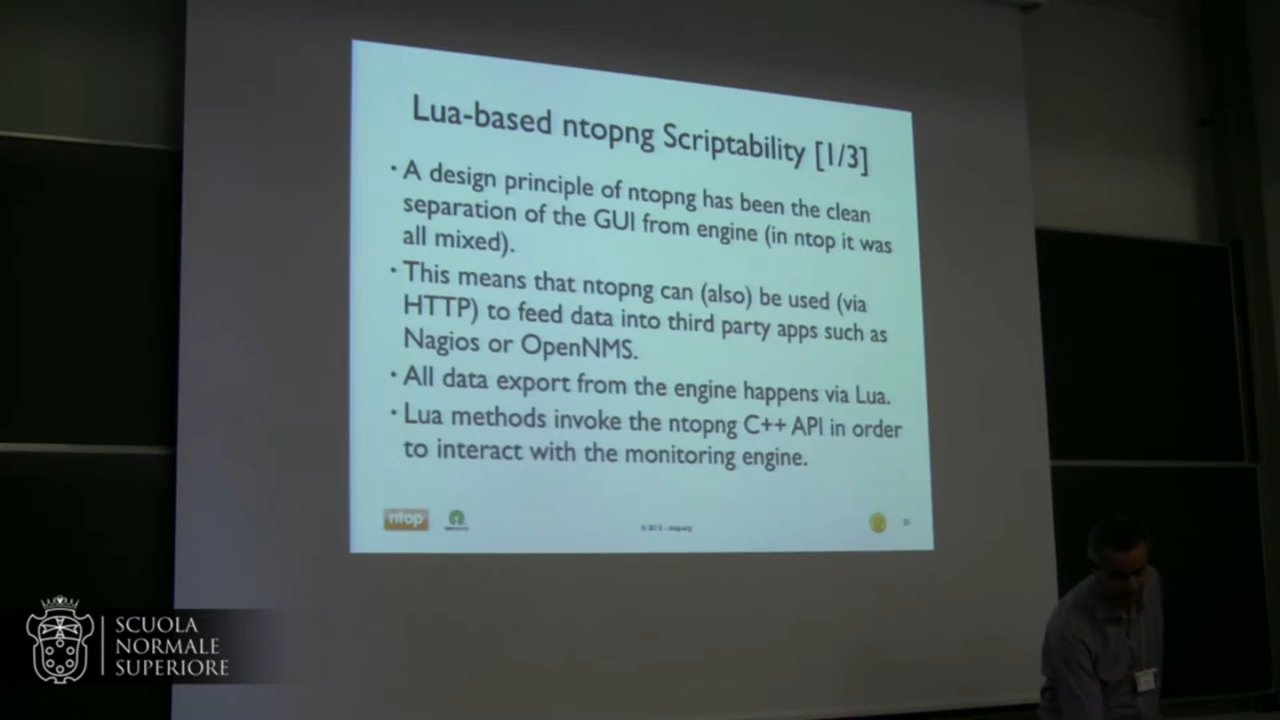 Lua-based ntopng Scriptability [1/3]
• A design principle of ntopng has been the clean
separation of the GUI from engine (in ntop it was
all mixed).
• This means that ntopng can (also) be used (via
HTTP) to feed data into third party apps such as
Nagios or OpenNMS.
• All data export from the engine happens via Lua.
• Lua methods invoke the ntopng C++ API in order
to interact with the monitoring engine.
ntop
SCUOLA
NORMALE
SUPERIORE